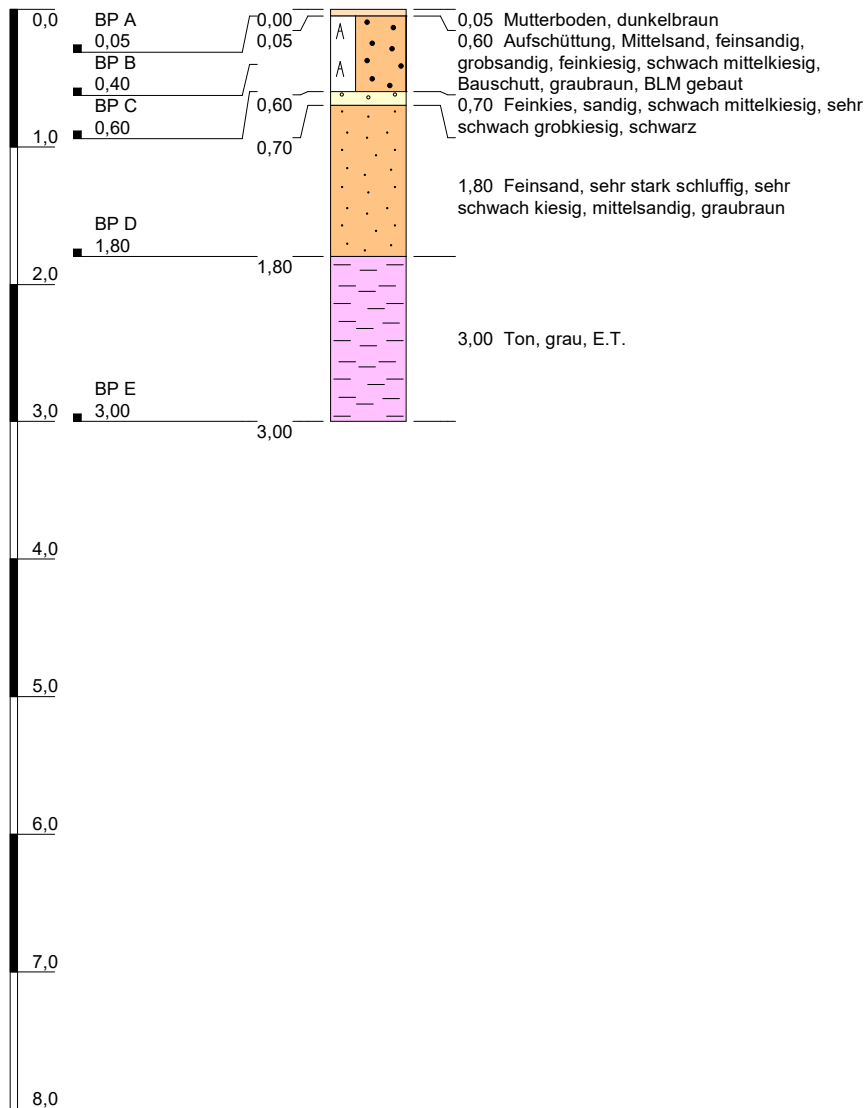 0,0
1,0
2,0
3,0
4,0
5,0
6,0
7,0
8,0
BP A
0,05
BP B
0,40
BP C
0,60
BP D
1,80
BP E
3,00
0,00
0,05
0,60
0,70
1,80
3,00
A
A
0,05 Mutterboden, dunkelbraun
0,60 Aufschüttung, Mittelsand, feinsandig,
grobsandig, feinkiesig, schwach mittelkiesig,
Bauschutt, graubraun, BLM gebaut
0,70 Feinkies, sandig, schwach mittelkiesig, sehr
schwach grobkiesig, schwarz
1,80 Feinsand, sehr stark schluffig, sehr
schwach kiesig, mittelsandig, graubraun
3,00 Ton, grau, E.T.